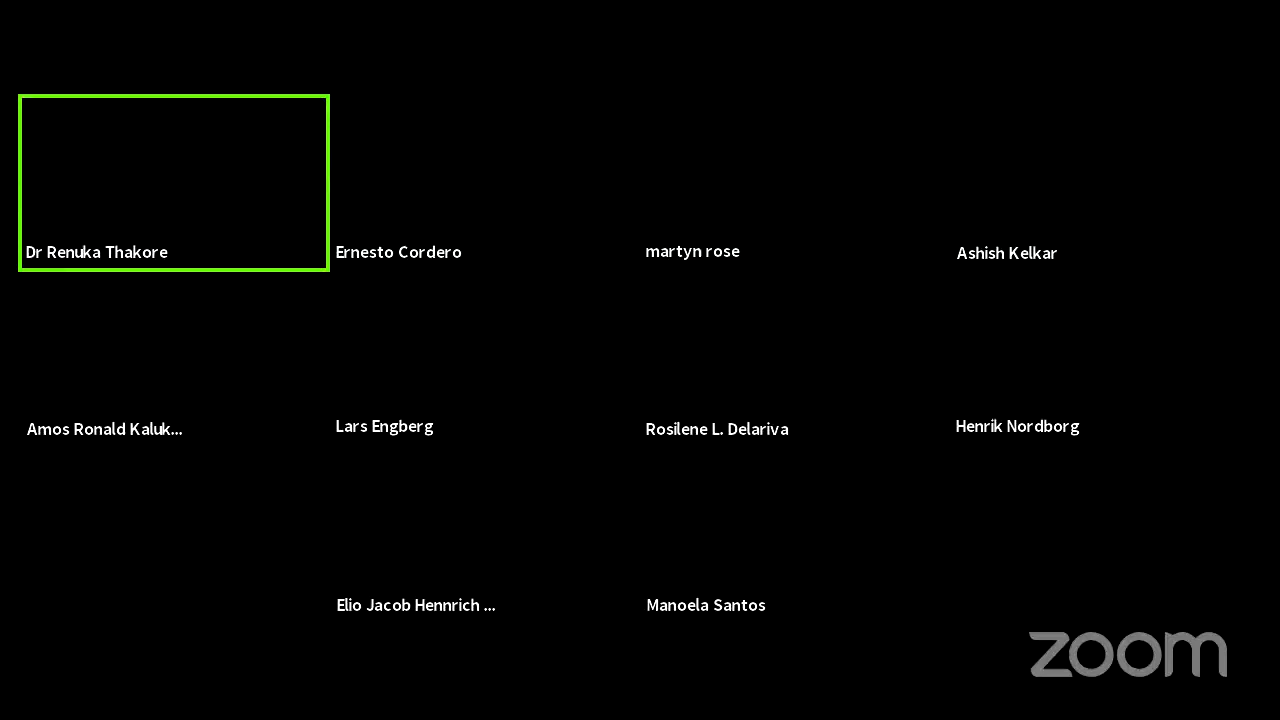 Dr Renuka Thakore
Ernesto Cordero
martyn rose
Ashish Kelkar
Amos Ronald Kaluk...
Lars Engberg
Rosilene L. Delariva
Henrik Nordborg
Elio Jacob Hennrich ...
Manoela Santos
zoom